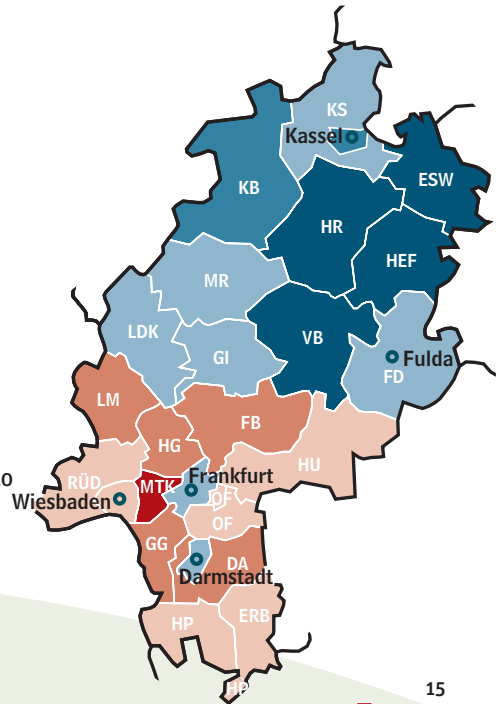 KS
Kassel
ESW
KB
HR
HEF
MR
LDK
VB
GI
Fulda
FD
LM
FB
HG
HU
RÜD
MTK
Frankfurt
Wiesbaden
OF
OF
GG
DA
Darmstadt
HP
ERB
HP
15